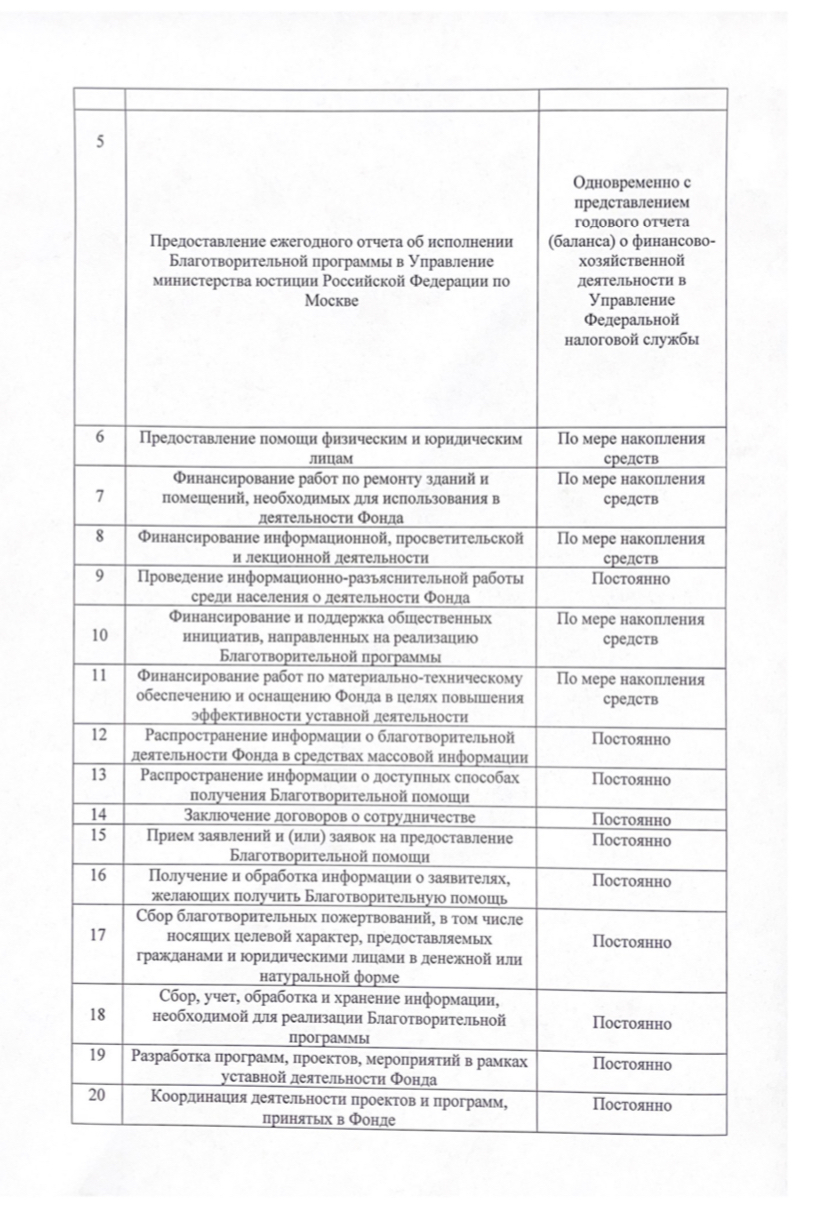 5
Предоставление ежегодного отчета об исполнении
Благотворительной программы в Управление
министерства юстиции Российской Федерации по
Москве
Одновременно с
представлением
годового отчета
(баланса) о финансово-
хозяйственной
деятельности в
Управление
Федеральной
налоговой службы
6
Предоставление помощи физическим и юридическим
лицам
По мере накопления
средств
7
Финансирование работ по ремонту зданий и
помещений, необходимых для использования в
деятельности Фонда
По мере накопления
средств
8
Финансирование информационной, просветительской
и лекционной деятельности
По мере накопления
средств
9
Проведение информационно-разъяснительной работы
среди населения о деятельности Фонда
Постоянно
10
Финансирование и поддержка общественных
инициатив, направленных на реализацию
Благотворительной программы
По мере накопления
средств
11
Финансирование работ по материально-техническому
обеспечению и оснащению Фонда в целях повышения
эффективности уставной деятельности
По мере накопления
средств
12
Распространение информации о благотворительной
деятельности Фонда в средствах массовой информации
Постоянно
13
Распространение информации о доступных способах
получения Благотворительной помощи
Постоянно
14
Заключение договоров о сотрудничестве
Постоянно
15
Прием заявлений и (или) заявок на предоставление
Благотворительной помощи
Постоянно
16
Получение и обработка информации о заявителях,
желающих получить Благотворительную помощь
Постоянно
17
Сбор благотворительных пожертвований, в том числе
носящих целевой характер, предоставляемых
гражданами и юридическими лицами в денежной или
натуральной форме
Постоянно
18
Сбор, учет, обработка и хранение информации,
необходимой для реализации Благотворительной
программы
Постоянно
19
Разработка программ, проектов, мероприятий в рамках
уставной деятельности Фонда
Постоянно
20
Координация деятельности проектов и программ,
принятых в Фонде
Постоянно